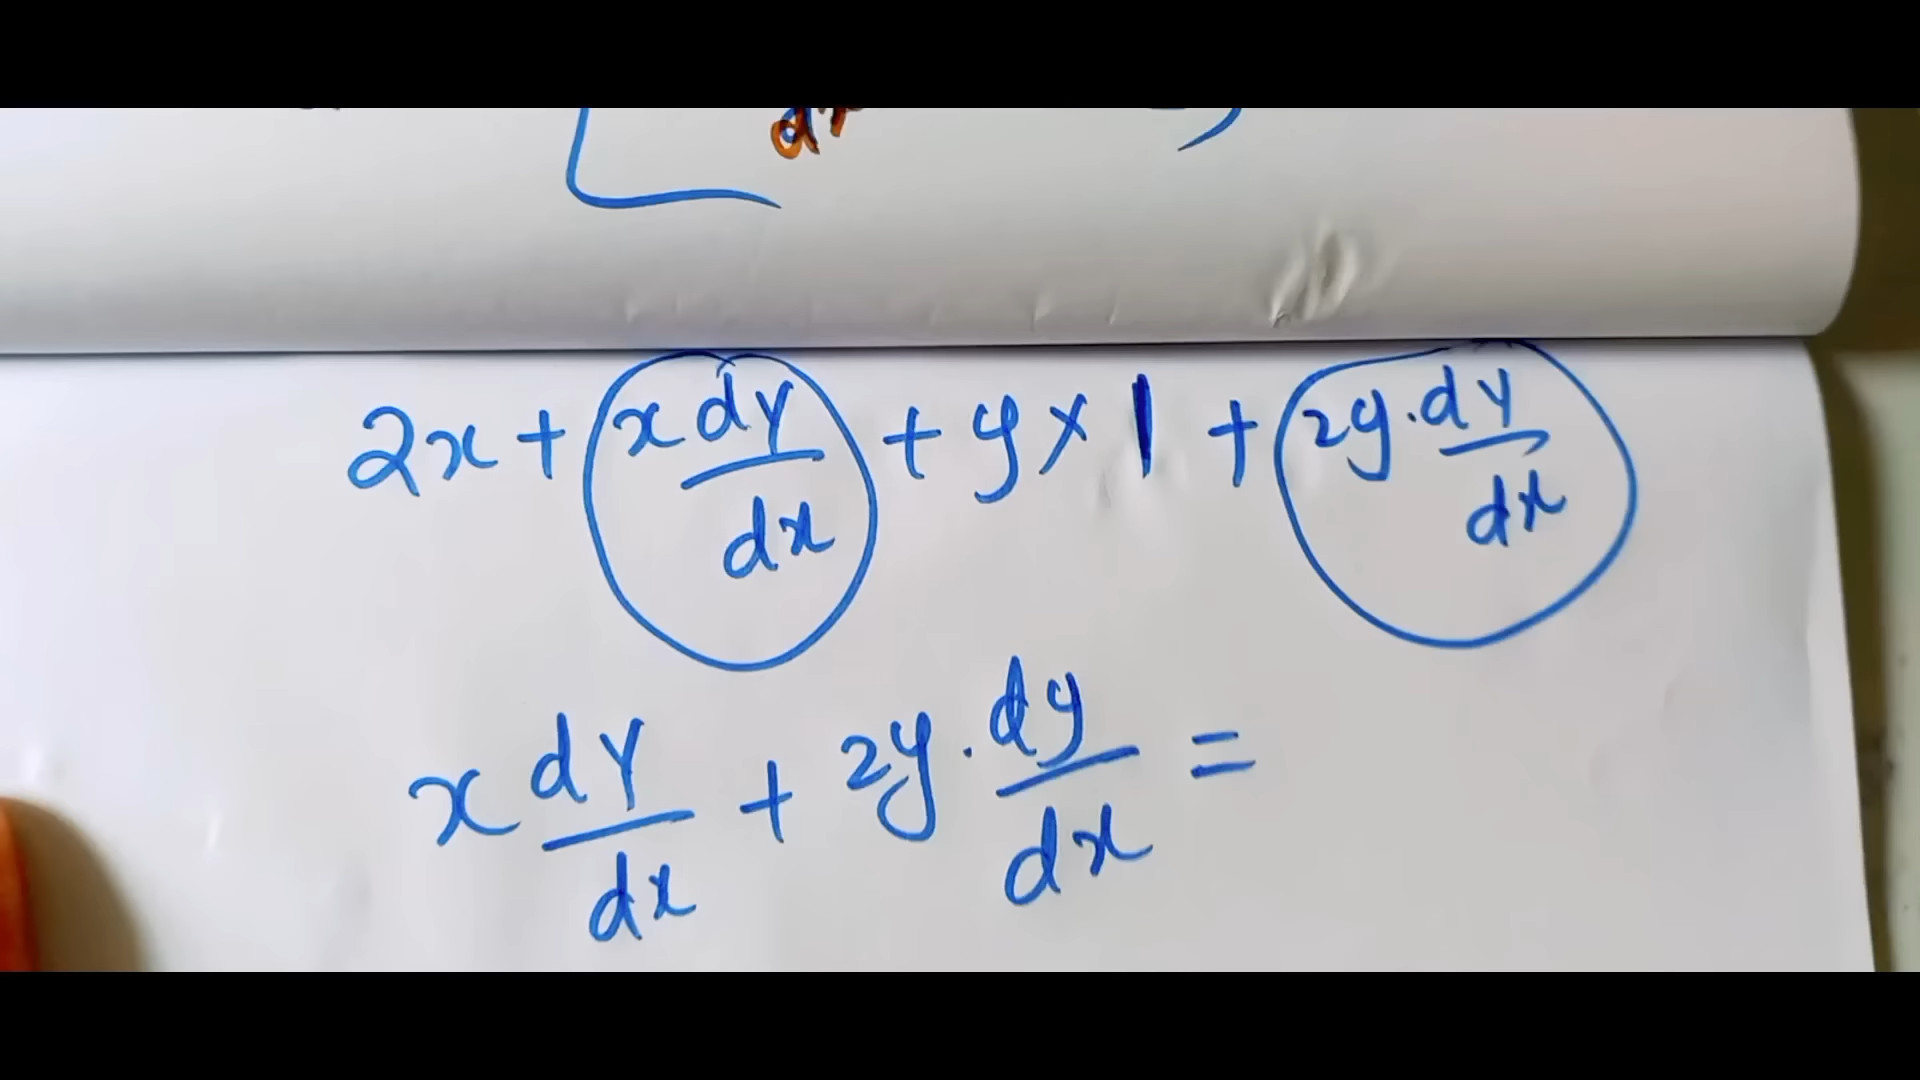 2x + x dy/dx + y × 1 + 2y . dy/dx
x dy/dx + 2y . dy/dx =